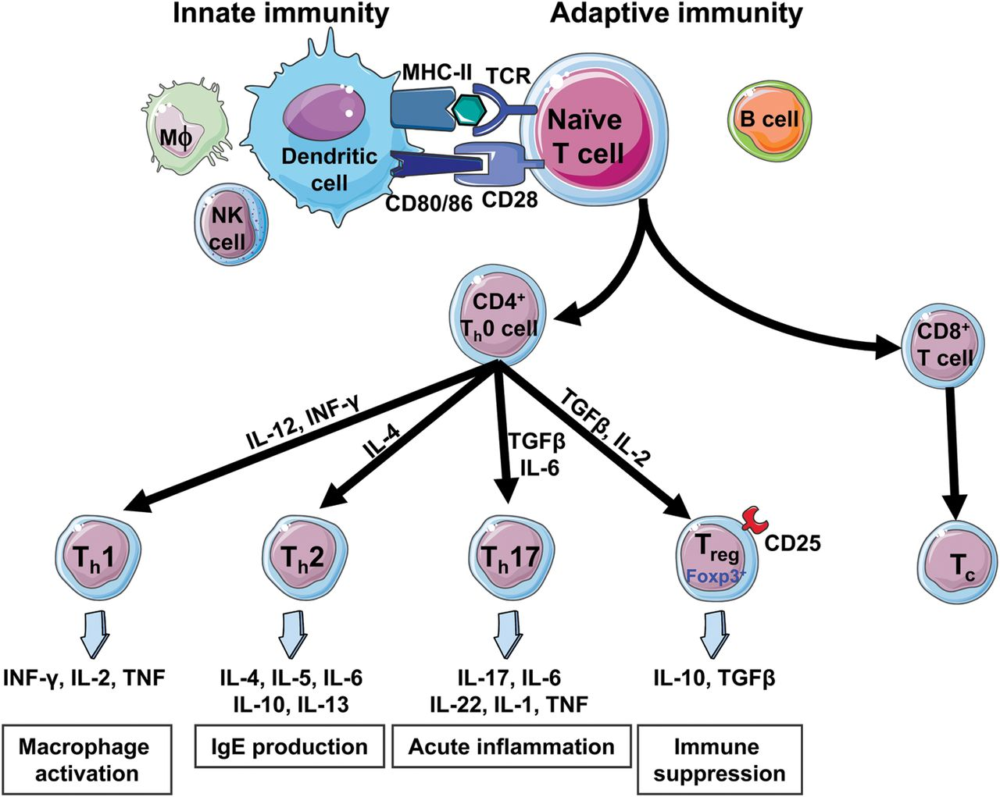 Innate immunity
Adaptive immunity
MHC-II
TCR
Mϕ
Dendritic
cell
Naïve
T cell
B cell
CD80/86
CD28
NK
cell
CD4⁺
Tₕ0 cell
CD8⁺
T cell
IL-12, INF-γ
IL-4
TGFβ
IL-6
TGFβ, IL-2
Tₕ1
Tₕ2
Tₕ17
Treg
Foxp3⁺
CD25
Tc
INF-γ, IL-2, TNF
IL-4, IL-5, IL-6
IL-10, IL-13
IL-17, IL-6
IL-22, IL-1, TNF
IL-10, TGFβ
Macrophage
activation
IgE production
Acute inflammation
Immune
suppression